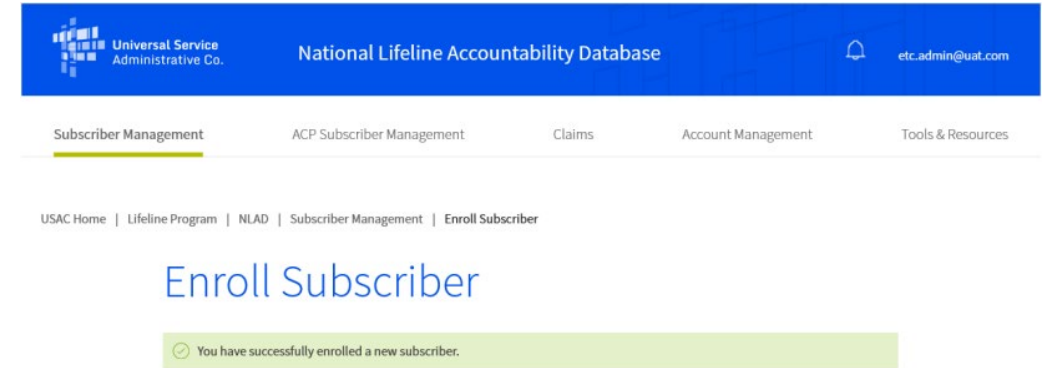 Universal Service
Administrative Co.
National Lifeline Accountability Database
etc.admin@uat.com
Subscriber Management ACP Subscriber Management Claims Account Management Tools & Resources
USAC Home | Lifeline Program | NLAD | Subscriber Management | Enroll Subscriber
Enroll Subscriber
You have successfully enrolled a new subscriber.